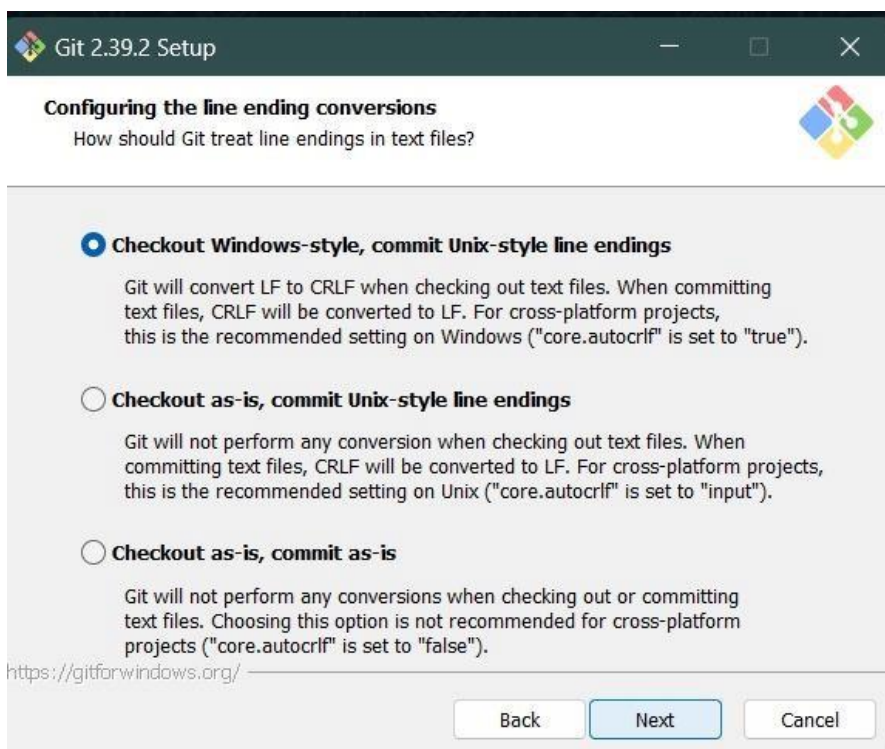 Git 2.39.2 Setup
Configuring the line ending conversions
How should Git treat line endings in text files?
Checkout Windows-style, commit Unix-style line endings
Git will convert LF to CRLF when checking out text files. When committing
text files, CRLF will be converted to LF. For cross-platform projects,
this is the recommended setting on Windows ("core.autocrlf" is set to "true").
Checkout as-is, commit Unix-style line endings
Git will not perform any conversion when checking out text files. When
committing text files, CRLF will be converted to LF. For cross-platform projects,
this is the recommended setting on Unix ("core.autocrlf" is set to "input").
Checkout as-is, commit as-is
Git will not perform any conversions when checking out or committing
text files. Choosing this option is not recommended for cross-platform
projects ("core.autocrlf" is set to "false").
https://gitforwindows.org/
Back Next Cancel